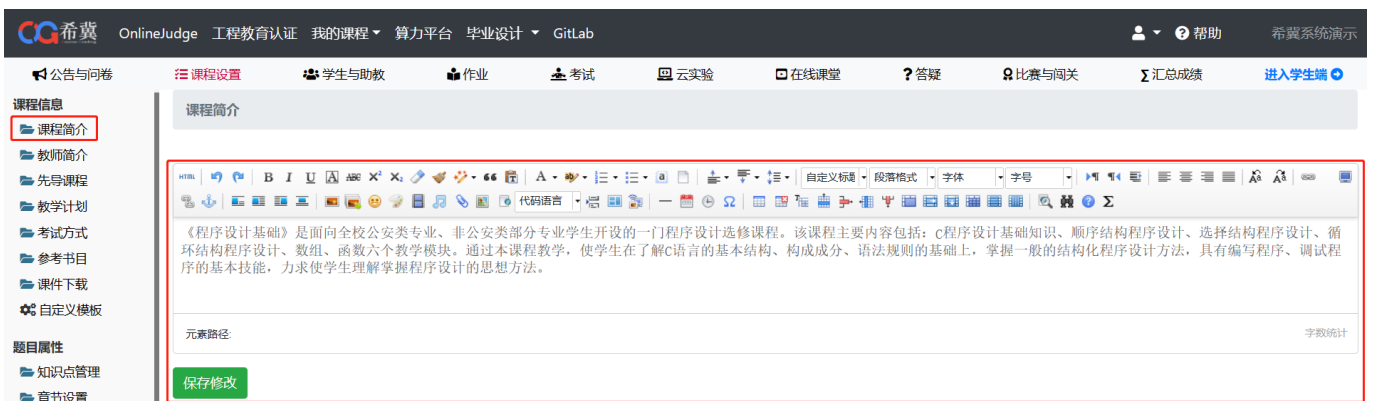 希冀 OnlineJudge 工程教育认证 我的课程 算力平台 毕业设计 GitLab 帮助 希冀系统演示
公告与问卷 课程设置 学生与助教 作业 考试 云实验 在线课堂 答疑 比赛与闯关 汇总成绩 进入学生端
课程信息
课程简介
课程简介
教师简介
先导课程
HTML B I U A ABC X² X₂ 66 A ab a 自定义标题 段落格式 字体 字号
教学计划
代码语言
考试方式
《程序设计基础》是面向全校公安类专业、非公安类部分专业学生开设的一门程序设计选修课程。该课程主要内容包括：C程序设计基础知识、顺序结构程序设计、选择结构程序设计、循
环结构程序设计、数组、函数六个教学模块。通过本课程教学，使学生在了解C语言的基本结构、构成成分、语法规则的基础上，掌握一般的结构化程序设计方法，具有编写程序、调试程
序的基本技能，力求使学生理解掌握程序设计的思想方法。
参考书目
课件下载
自定义模板
元素路径: 字数统计
题目属性
知识点管理
保存修改
章节设置